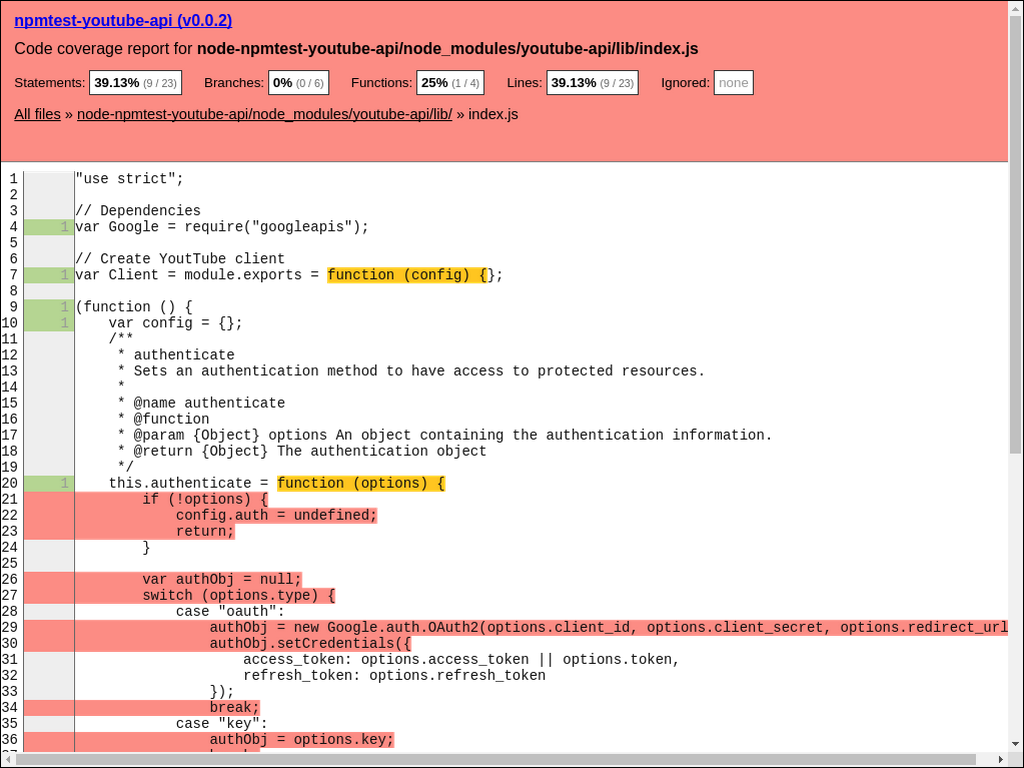 npmtest-youtube-api (v0.0.2)
Code coverage report for node-npmtest-youtube-api/node_modules/youtube-api/lib/index.js
Statements: 39.13% (9 / 23) Branches: 0% (0 / 6) Functions: 25% (1 / 4) Lines: 39.13% (9 / 23) Ignored: none
All files » node-npmtest-youtube-api/node_modules/youtube-api/lib/ » index.js
1 "use strict";
2
3 // Dependencies
4 1 var Google = require("googleapis");
5
6 // Create YoutTube client
7 1 var Client = module.exports = function (config) {};
8
9 1 (function () {
10 1 var config = {};
11 /**
12 * authenticate
13 * Sets an authentication method to have access to protected resources.
14 *
15 * @name authenticate
16 * @function
17 * @param {Object} options An object containing the authentication information.
18 * @return {Object} The authentication object
19 */
20 1 this.authenticate = function (options) {
21 if (!options) {
22 config.auth = undefined;
23 return;
24 }
25
26 var authObj = null;
27 switch (options.type) {
28 case "oauth":
29 authObj = new Google.auth.OAuth2(options.client_id, options.client_secret, options.redirect_url
30 authObj.setCredentials({
31 access_token: options.access_token || options.token,
32 refresh_token: options.refresh_token
33 });
34 break;
35 case "key":
36 authObj = options.key;